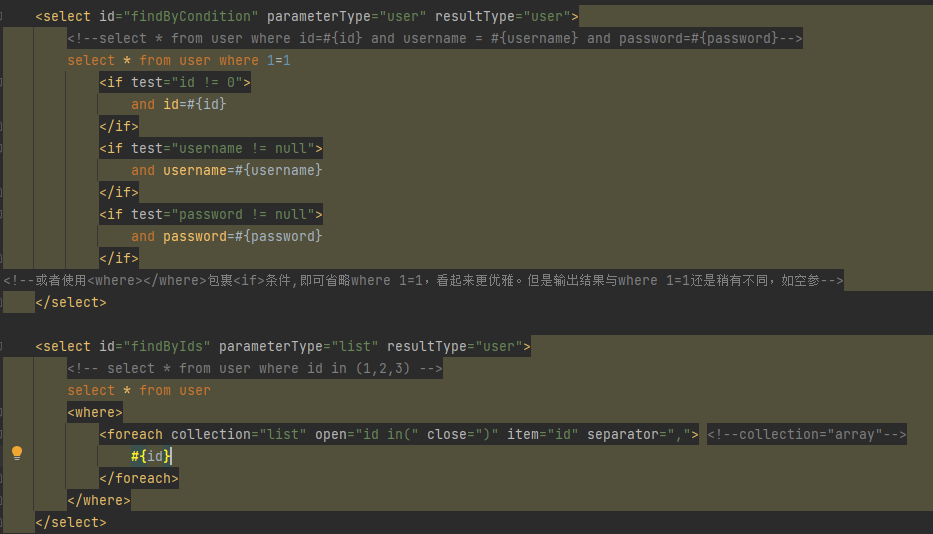 <select id="findByCondition" parameterType="user" resultType="user">
<!--select * from user where id=#{id} and username = #{username} and password=#{password}-->
select * from user where 1=1
<if test="id != 0">
and id=#{id}
</if>
<if test="username != null">
and username=#{username}
</if>
<if test="password != null">
and password=#{password}
</if>
<!--或者使用<where></where>包裹<if>条件,即可省略where 1=1，看起来更优雅。但是输出结果与where 1=1还是稍有不同，如空参-->
</select>
<select id="findByIds" parameterType="list" resultType="user">
<!-- select * from user where id in (1,2,3) -->
select * from user
<where>
<foreach collection="list" open="id in(" close=")" item="id" separator=","> <!--collection="array"-->
#{id}
</foreach>
</where>
</select>